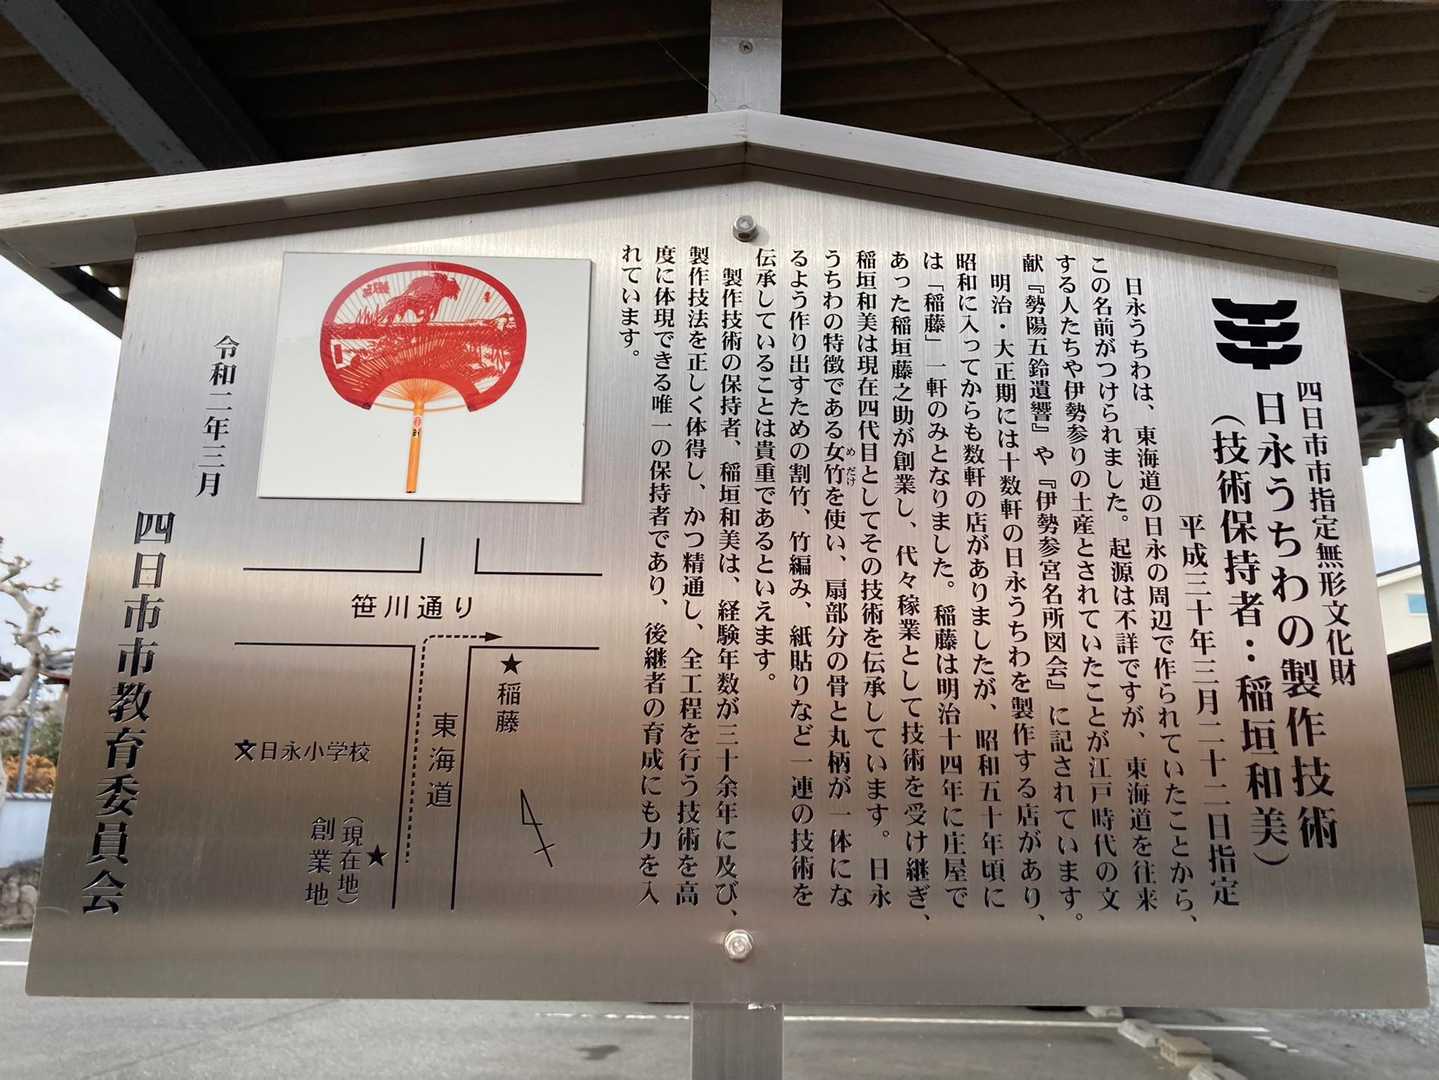 四日市市指定無形文化財
日永うちわの製作技術
（技術保持者：稲垣和美）
平成三十年三月二十二日指定
日永うちわは、東海道の日永の周辺で作られていたことから、
この名前がつけられました。起源は不詳ですが、東海道を往来
する人たちや伊勢参りの土産とされていたことが江戸時代の文
献『勢陽五鈴遺響』や『伊勢参宮名所図会』に記されています。
明治・大正期には十数軒の日永うちわを製作する店があり、
昭和に入ってからも数軒の店がありましたが、昭和五十年頃に
は「稲藤」一軒のみとなりました。稲藤は明治十四年に庄屋で
あった稲垣藤之助が創業し、代々稼業として技術を受け継ぎ、
稲垣和美は現在四代目としてその技術を伝承しています。日永
うちわの特徴である女竹を使い、扇部分の骨と丸柄が一体にな
めだけ
るよう作り出すための割竹、竹編み、紙貼りなど一連の技術を
伝承していることは貴重であるといえます。
製作技術の保持者、稲垣和美は、経験年数が三十余年に及び、
製作技法を正しく体得し、かつ精通し、全工程を行う技術を高
度に体現できる唯一の保持者であり、後継者の育成にも力を入
れています。
笹川通り
★
稲藤
東海道
文日永小学校
★
（現在地）
創業地
令和二年三月
四日市市教育委員会